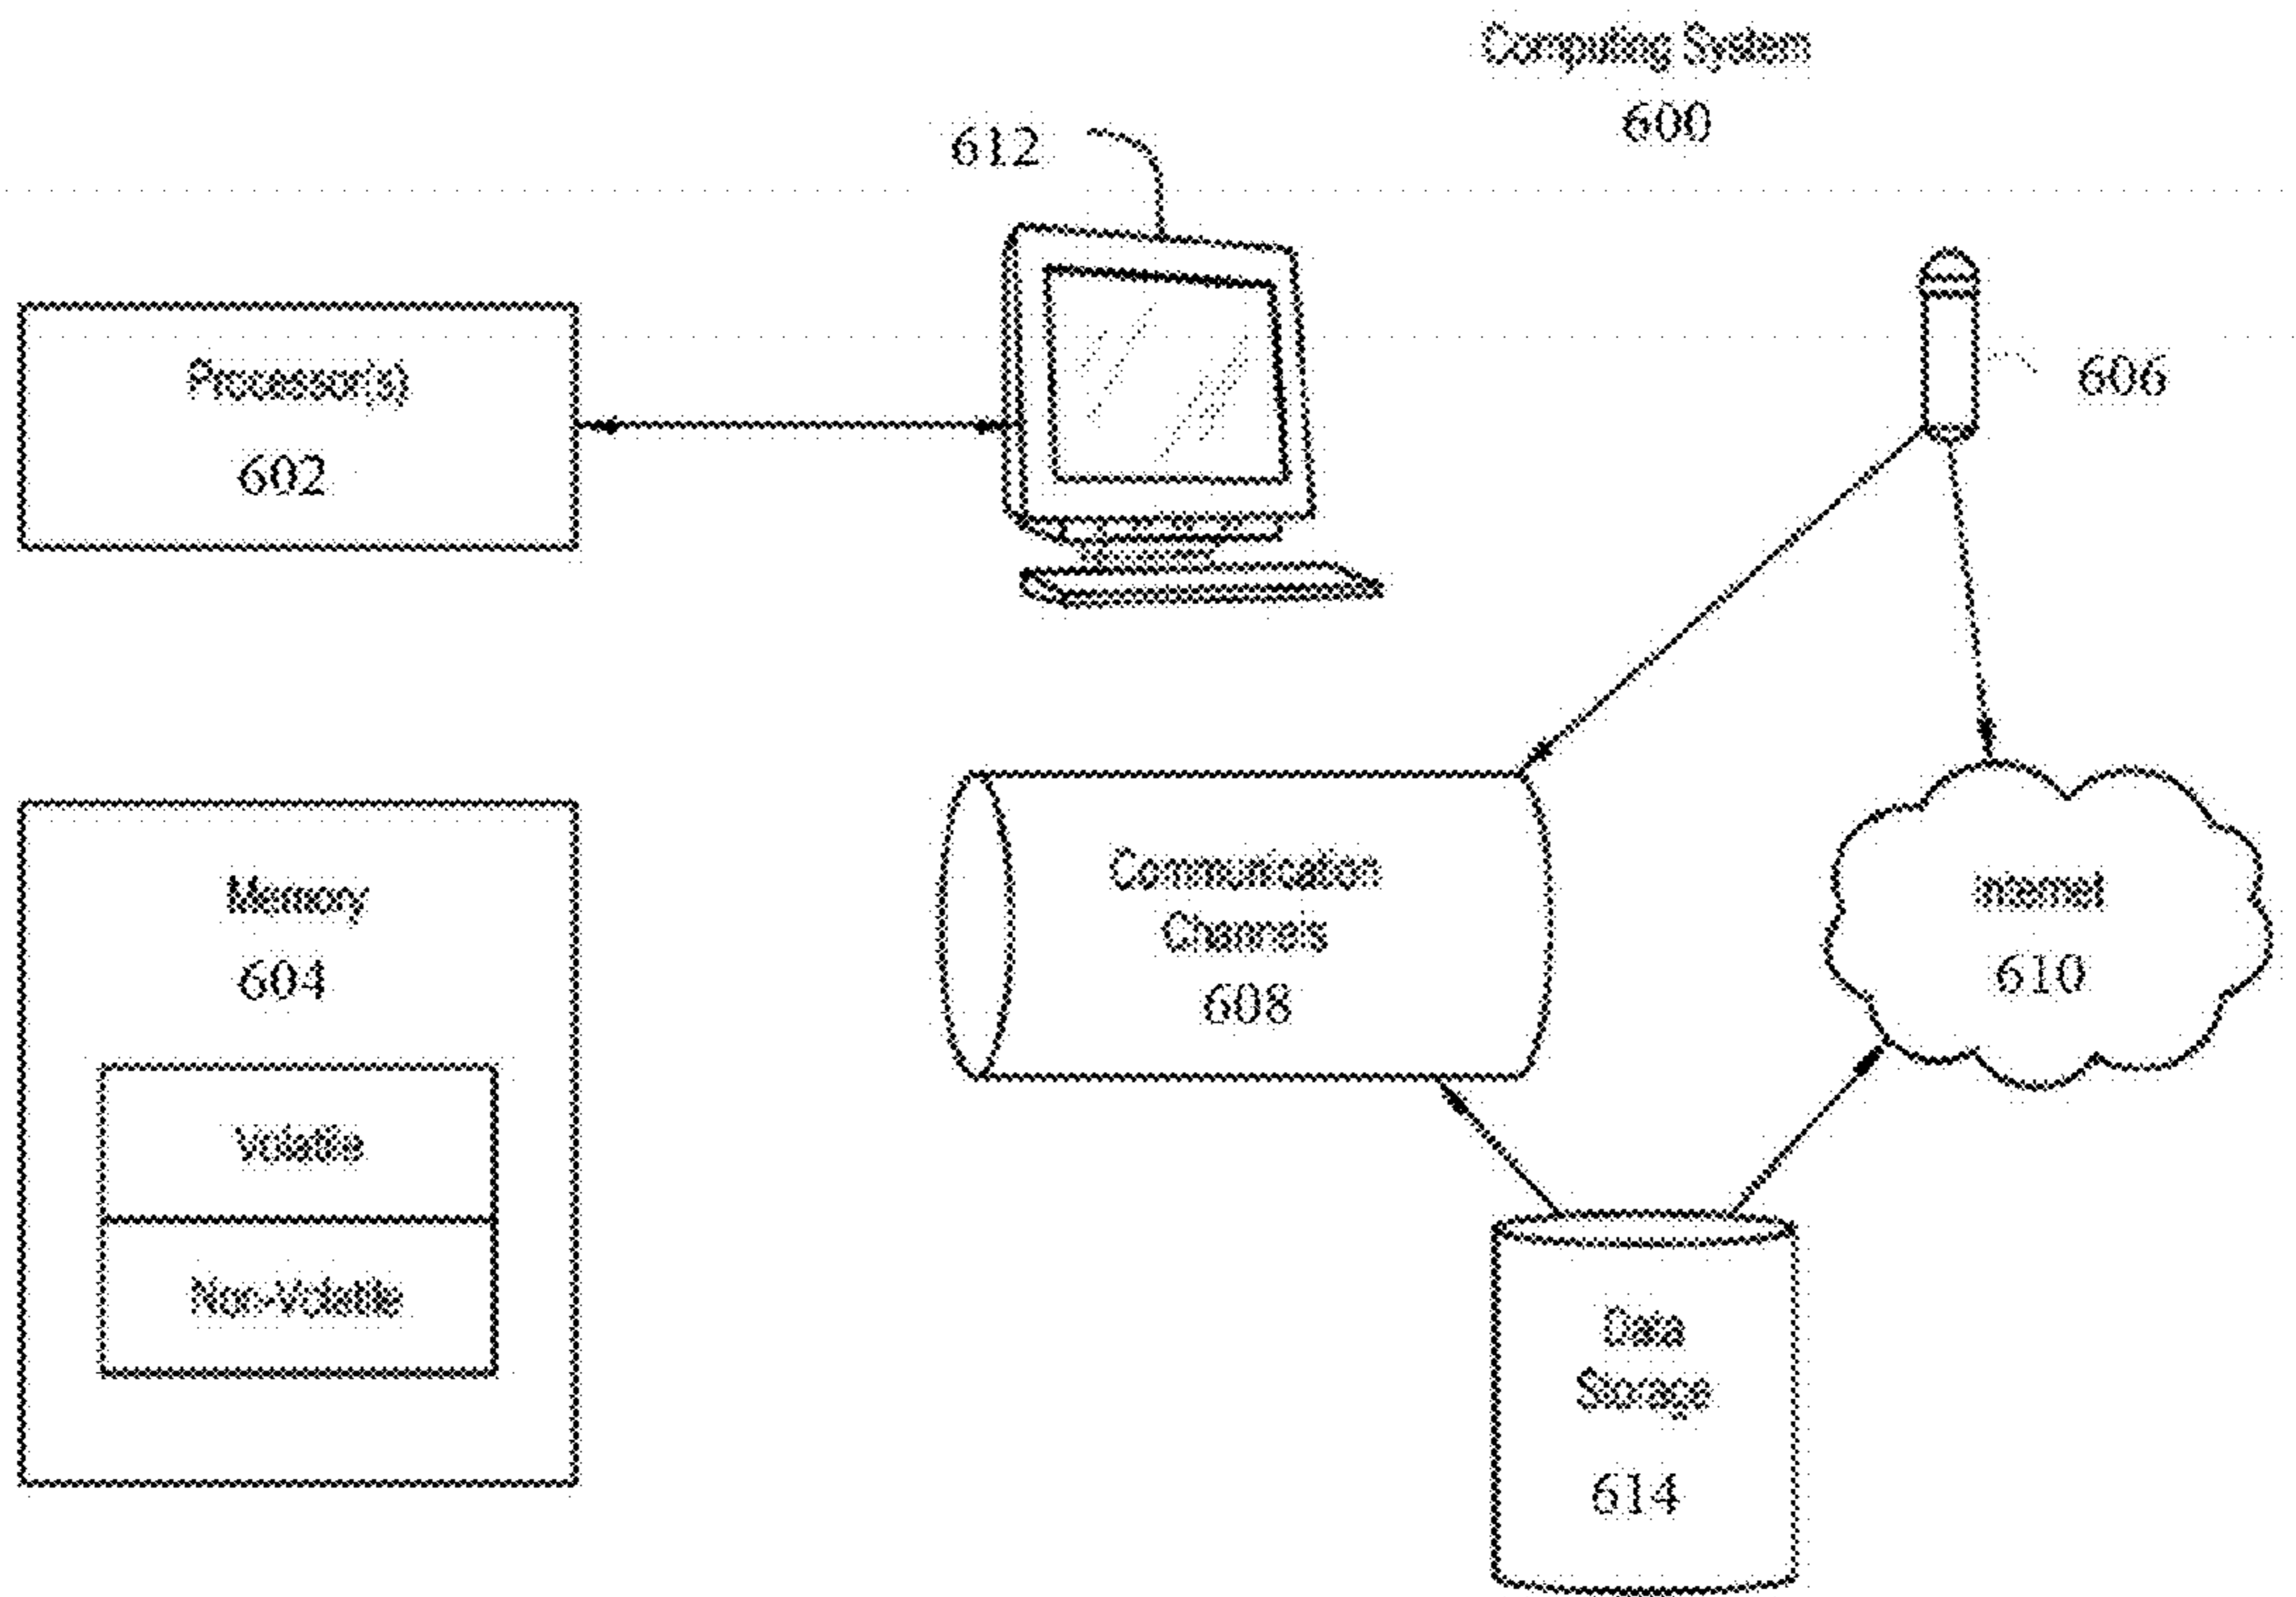 Computing System
600
612
Processor(s)
602
606
Memory
604
Volatile
Non-Volatile
Communication
Channels
608
Internet
610
Data
Storage
614